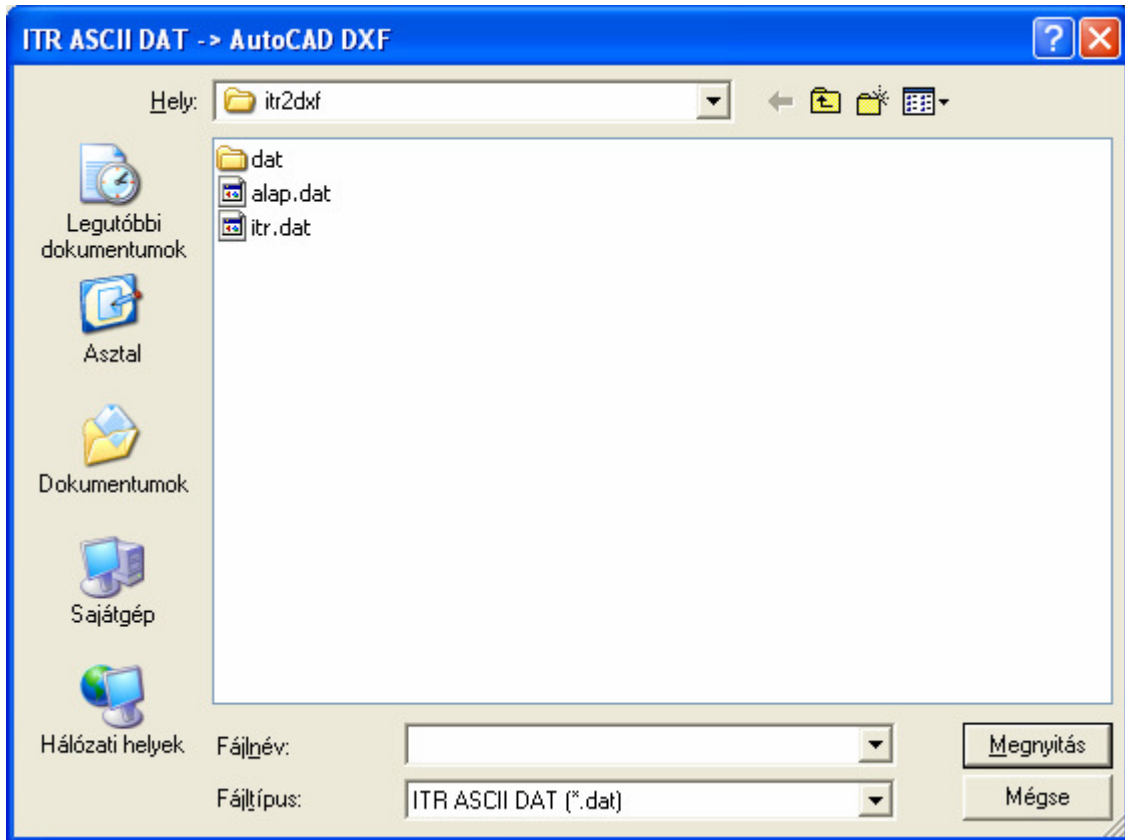 ITR ASCII DAT -> AutoCAD DXF
Hely:
itr2dxf
dat
alap.dat
itr.dat
Legutóbbi
dokumentumok
Asztal
Dokumentumok
Sajátgép
Hálózati helyek
Fájlnév:
Megnyitás
Fájltípus:
ITR ASCII DAT (*.dat)
Mégse